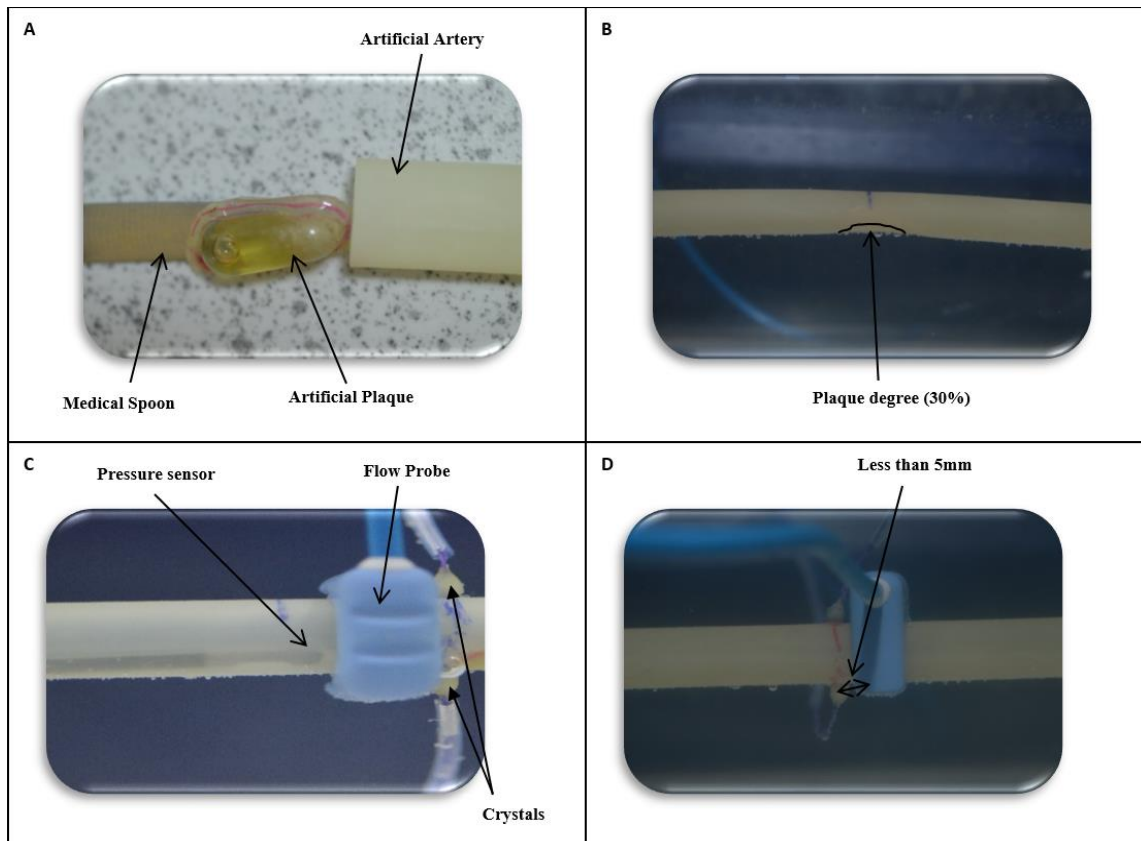 A
Artificial Artery
Medical Spoon
Artificial Plaque
B
Plaque degree (30%)
C
Pressure sensor
Flow Probe
Crystals
D
Less than 5mm